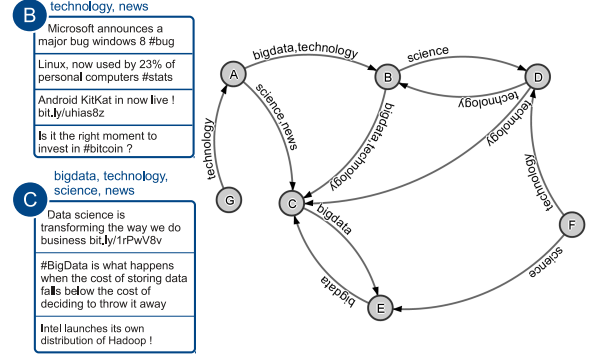 B
technology, news
Microsoft announces a
major bug windows 8 #bug
Linux, now used by 23% of
personal computers #stats
Android KitKat in now live !
bit.ly/uhias8z
Is it the right moment to
invest in #bitcoin ?
C
bigdata, technology,
science, news
Data science is
transforming the way we do
business bit.ly/1rPwV8v
#BigData is what happens
when the cost of storing data
falls below the cost of
deciding to throw it away
Intel launches its own
distribution of Hadoop !
A
bigdata,technology
B
science
D
technology
technology
science,news
bigdata,technology
technology
G
C
bigdata
technology
F
bigdata
science
E